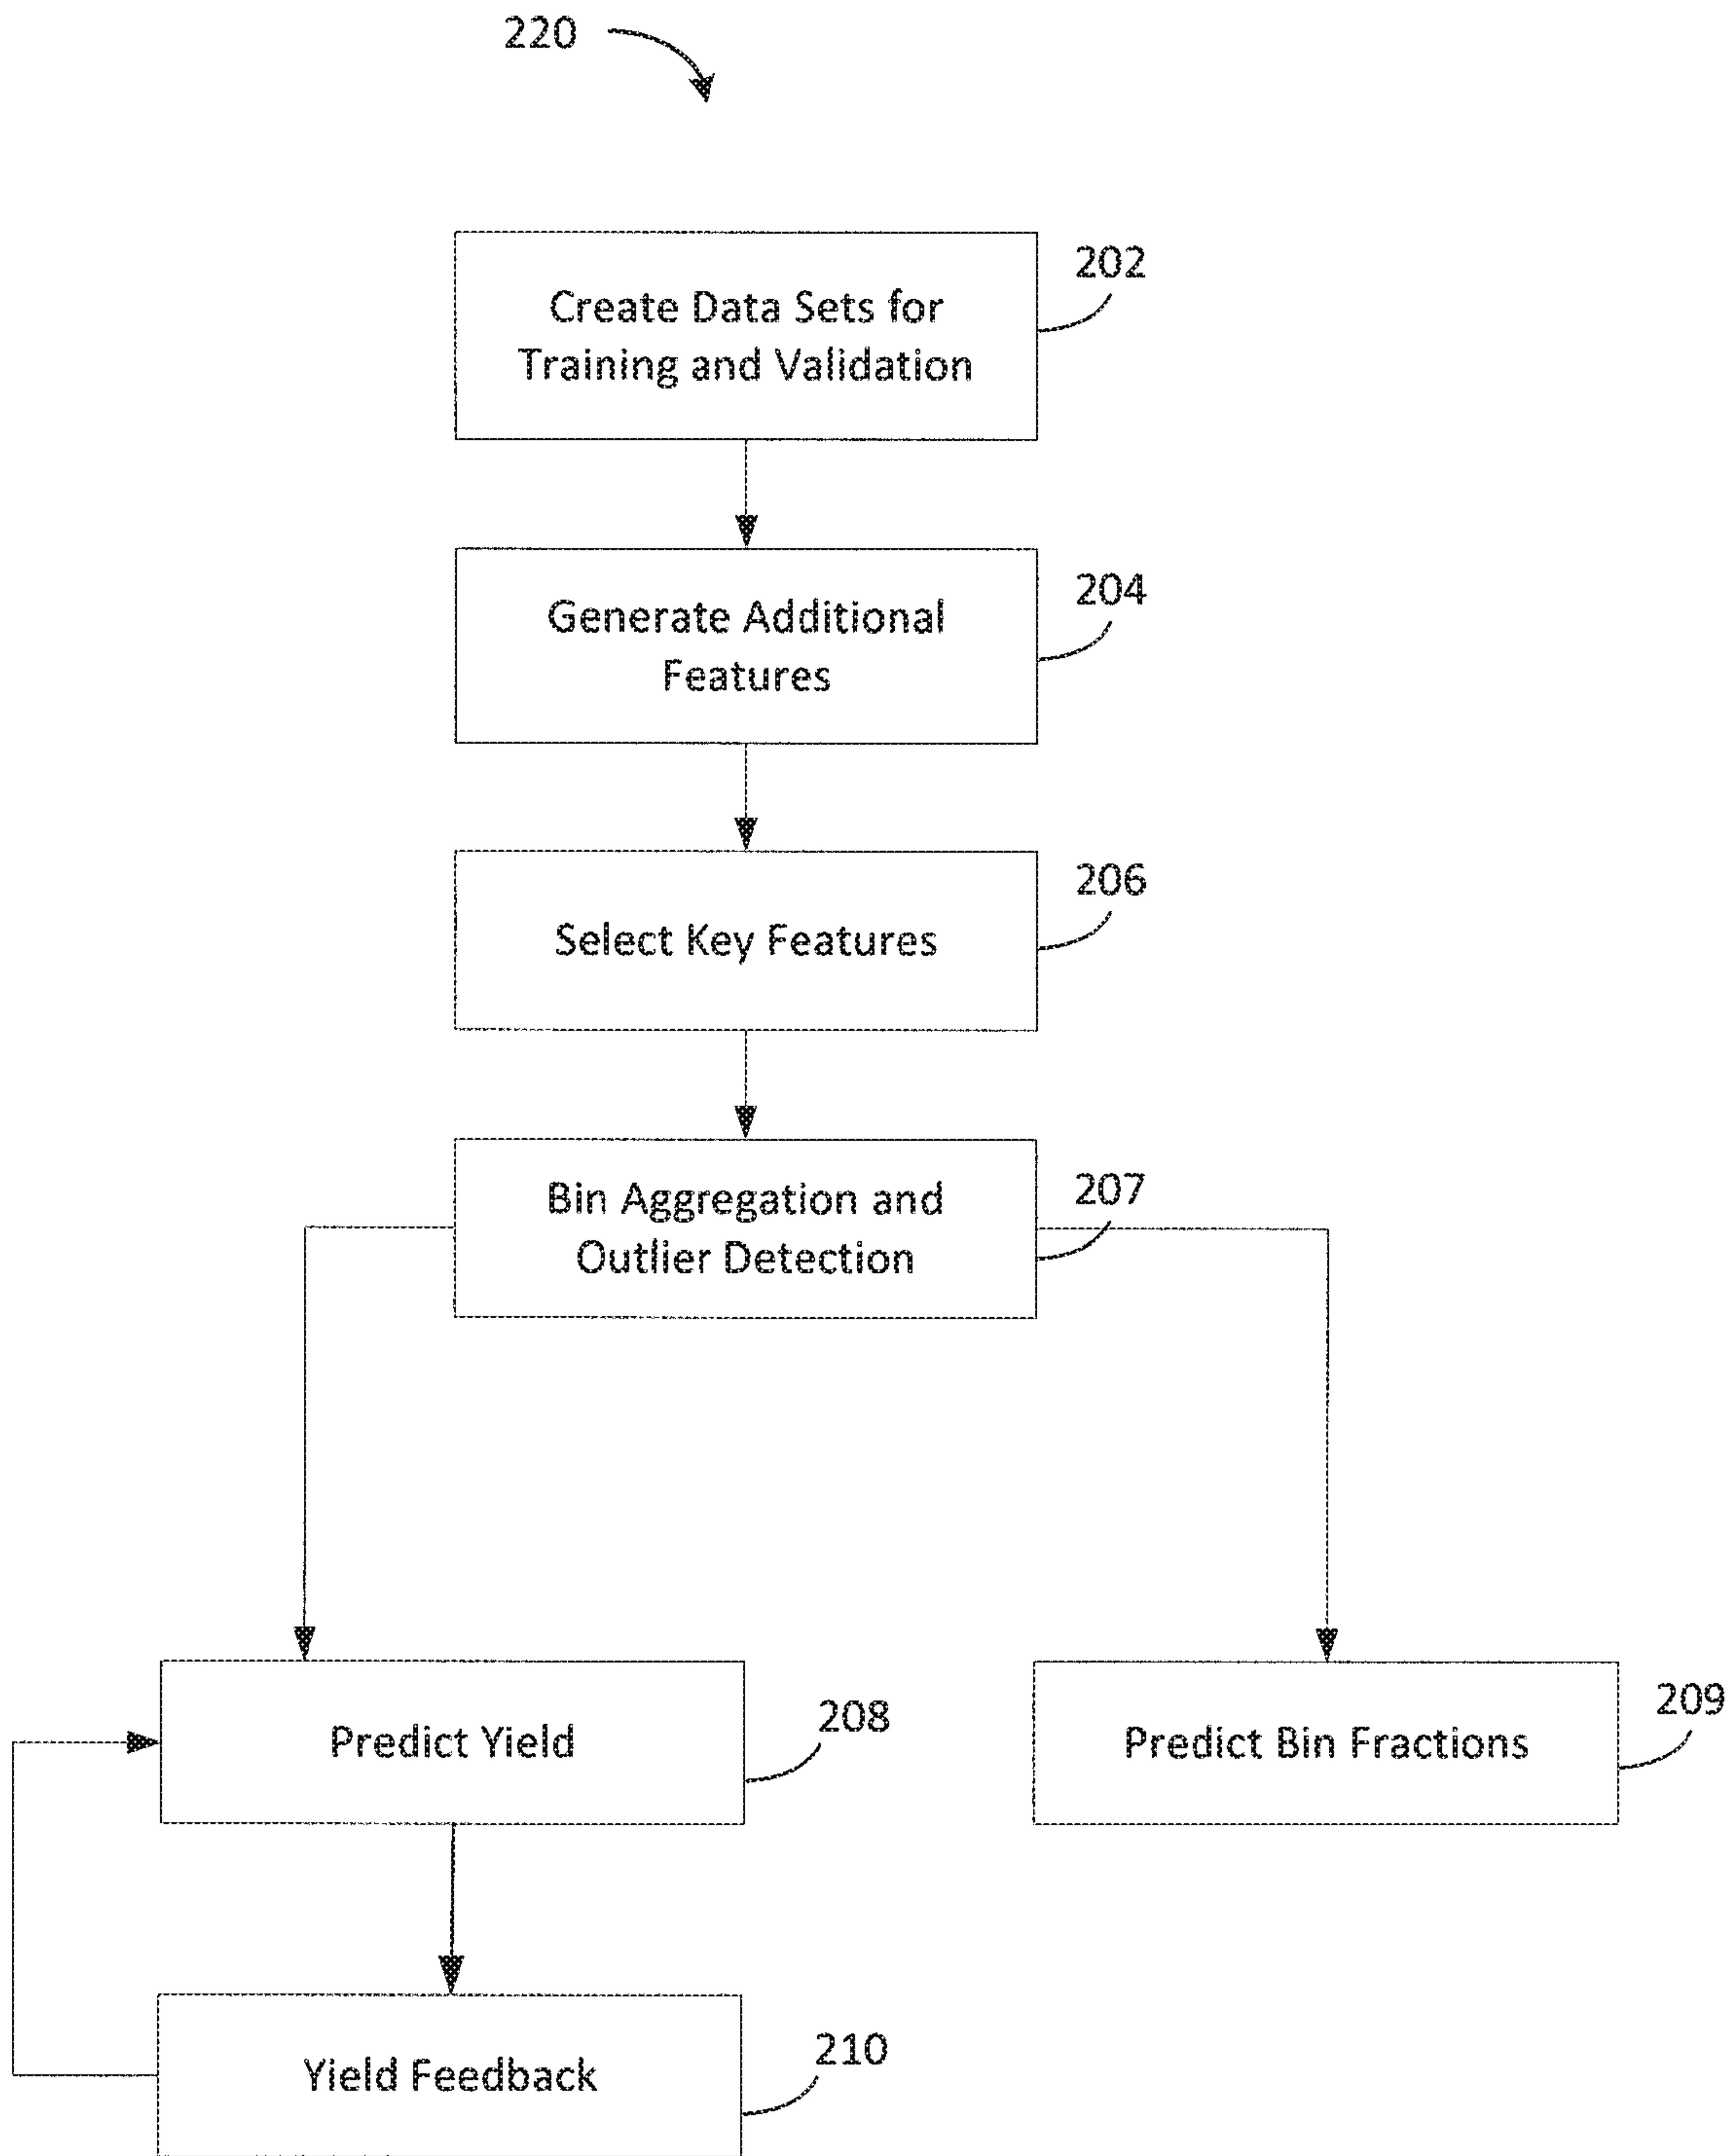 220
202
Create Data Sets for
Training and Validation
204
Generate Additional
Features
206
Select Key Features
207
Bin Aggregation and
Outlier Detection
208
Predict Yield
209
Predict Bin Fractions
210
Yield Feedback